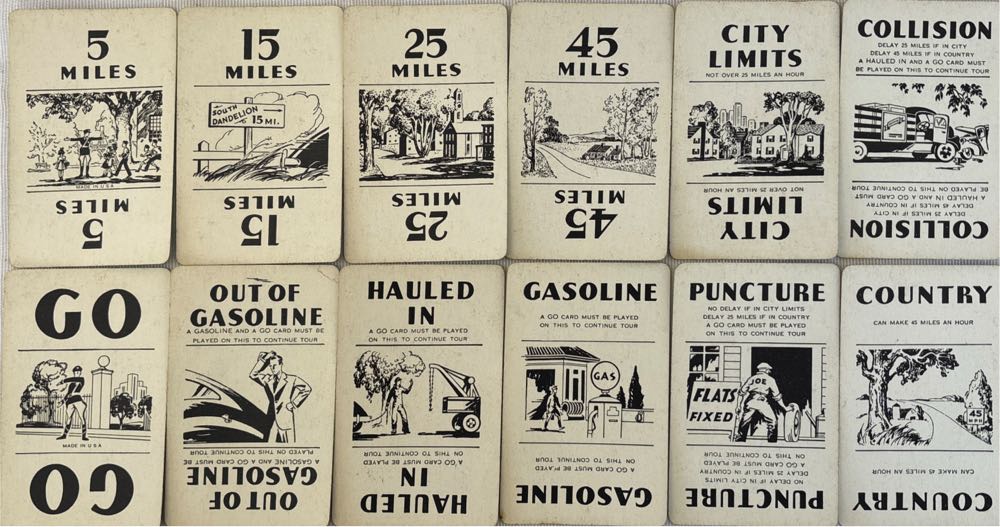 5
MILES
MADE IN U S A
5
MILES
15
MILES
SOUTH
DANDELION
15 MI.
15
MILES
25
MILES
25
MILES
45
MILES
45
MILES
CITY
LIMITS
NOT OVER 25 MILES AN HOUR
CITY
LIMITS
NOT OVER 25 MILES AN HOUR
COLLISION
DELAY 25 MILES IF IN CITY
DELAY 45 MILES IF IN COUNTRY
A HAULED IN AND A GO CARD MUST
BE PLAYED ON THIS TO CONTINUE TOUR
COLLISION
DELAY 25 MILES IF IN CITY
DELAY 45 MILES IF IN COUNTRY
A HAULED IN AND A GO CARD MUST
BE PLAYED ON THIS TO CONTINUE TOUR
GO
MADE IN U S A
GO
OUT OF
GASOLINE
A GASOLINE AND A GO CARD MUST BE
PLAYED ON THIS TO CONTINUE TOUR
OUT OF
GASOLINE
A GASOLINE AND A GO CARD MUST BE
PLAYED ON THIS TO CONTINUE TOUR
HAULED
IN
A GO CARD MUST BE PLAYED
ON THIS TO CONTINUE TOUR
HAULED
IN
A GO CARD MUST BE PLAYED
ON THIS TO CONTINUE TOUR
GASOLINE
A GO CARD MUST BE PLAYED
ON THIS TO CONTINUE TOUR
GAS
GASOLINE
A GO CARD MUST BE PLAYED
ON THIS TO CONTINUE TOUR
PUNCTURE
NO DELAY IF IN CITY LIMITS
DELAY 25 MILES IF IN COUNTRY
A GO CARD MUST BE PLAYED
ON THIS TO CONTINUE TOUR
JOE
FLATS
FIXED
PUNCTURE
NO DELAY IF IN CITY LIMITS
DELAY 25 MILES IF IN COUNTRY
A GO CARD MUST BE PLAYED
ON THIS TO CONTINUE TOUR
COUNTRY
CAN MAKE 45 MILES AN HOUR
45
MPH
COUNTRY
CAN MAKE 45 MILES AN HOUR